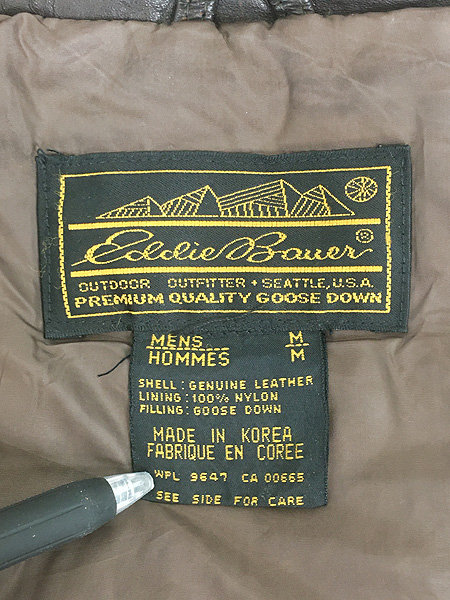 Eddie Bauer®
OUTDOOR OUTFITTER • SEATTLE, U.S.A.
PREMIUM QUALITY GOOSE DOWN
MENS M
HOMMES M
SHELL: GENUINE LEATHER
LINING: 100% NYLON
FILLING: GOOSE DOWN
MADE IN KOREA
FABRIQUE EN COREE
WPL 9647 CA 00665
SEE SIDE FOR CARE